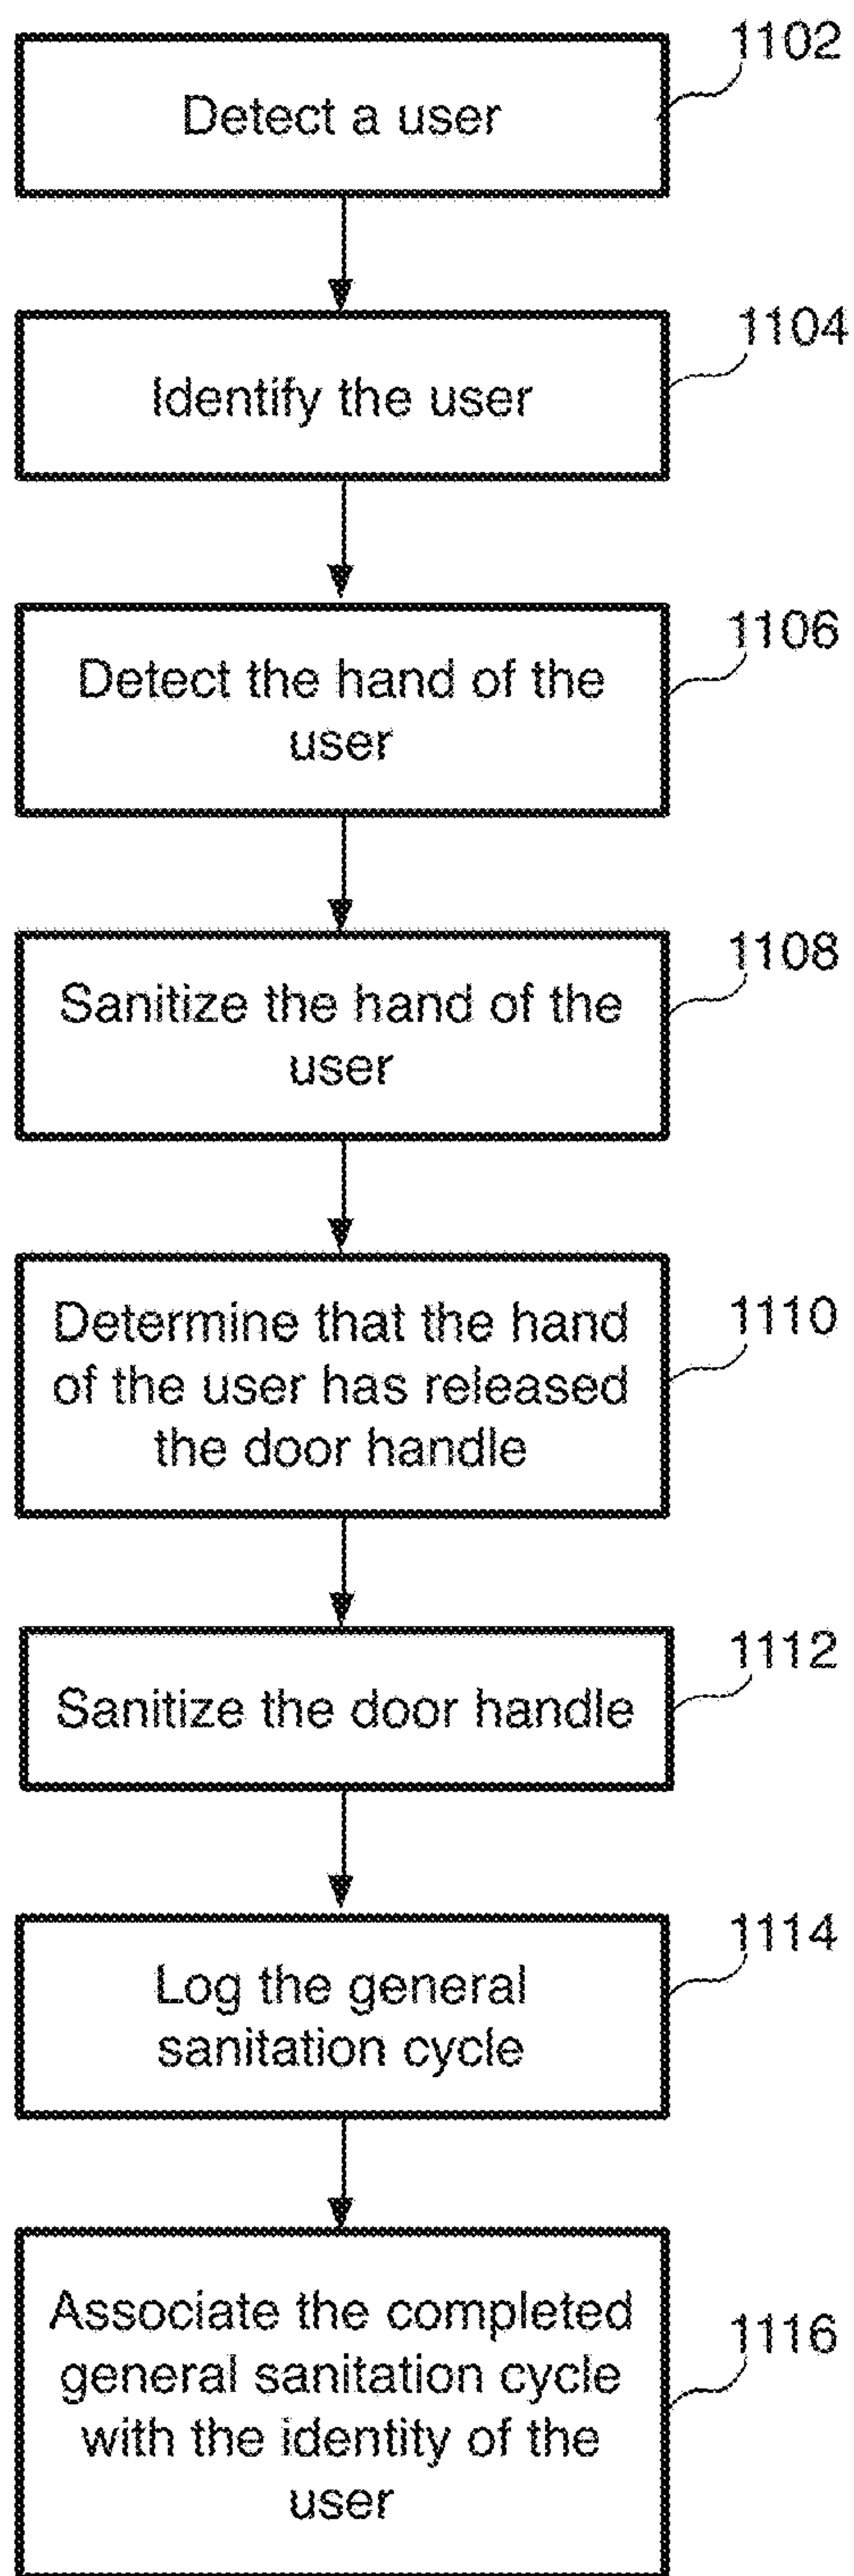 1102
Detect a user
1104
Identify the user
1106
Detect the hand of the
user
1108
Sanitize the hand of the
user
1110
Determine that the hand
of the user has released
the door handle
1112
Sanitize the door handle
1114
Log the general
sanitation cycle
1116
Associate the completed
general sanitation cycle
with the identity of the
user